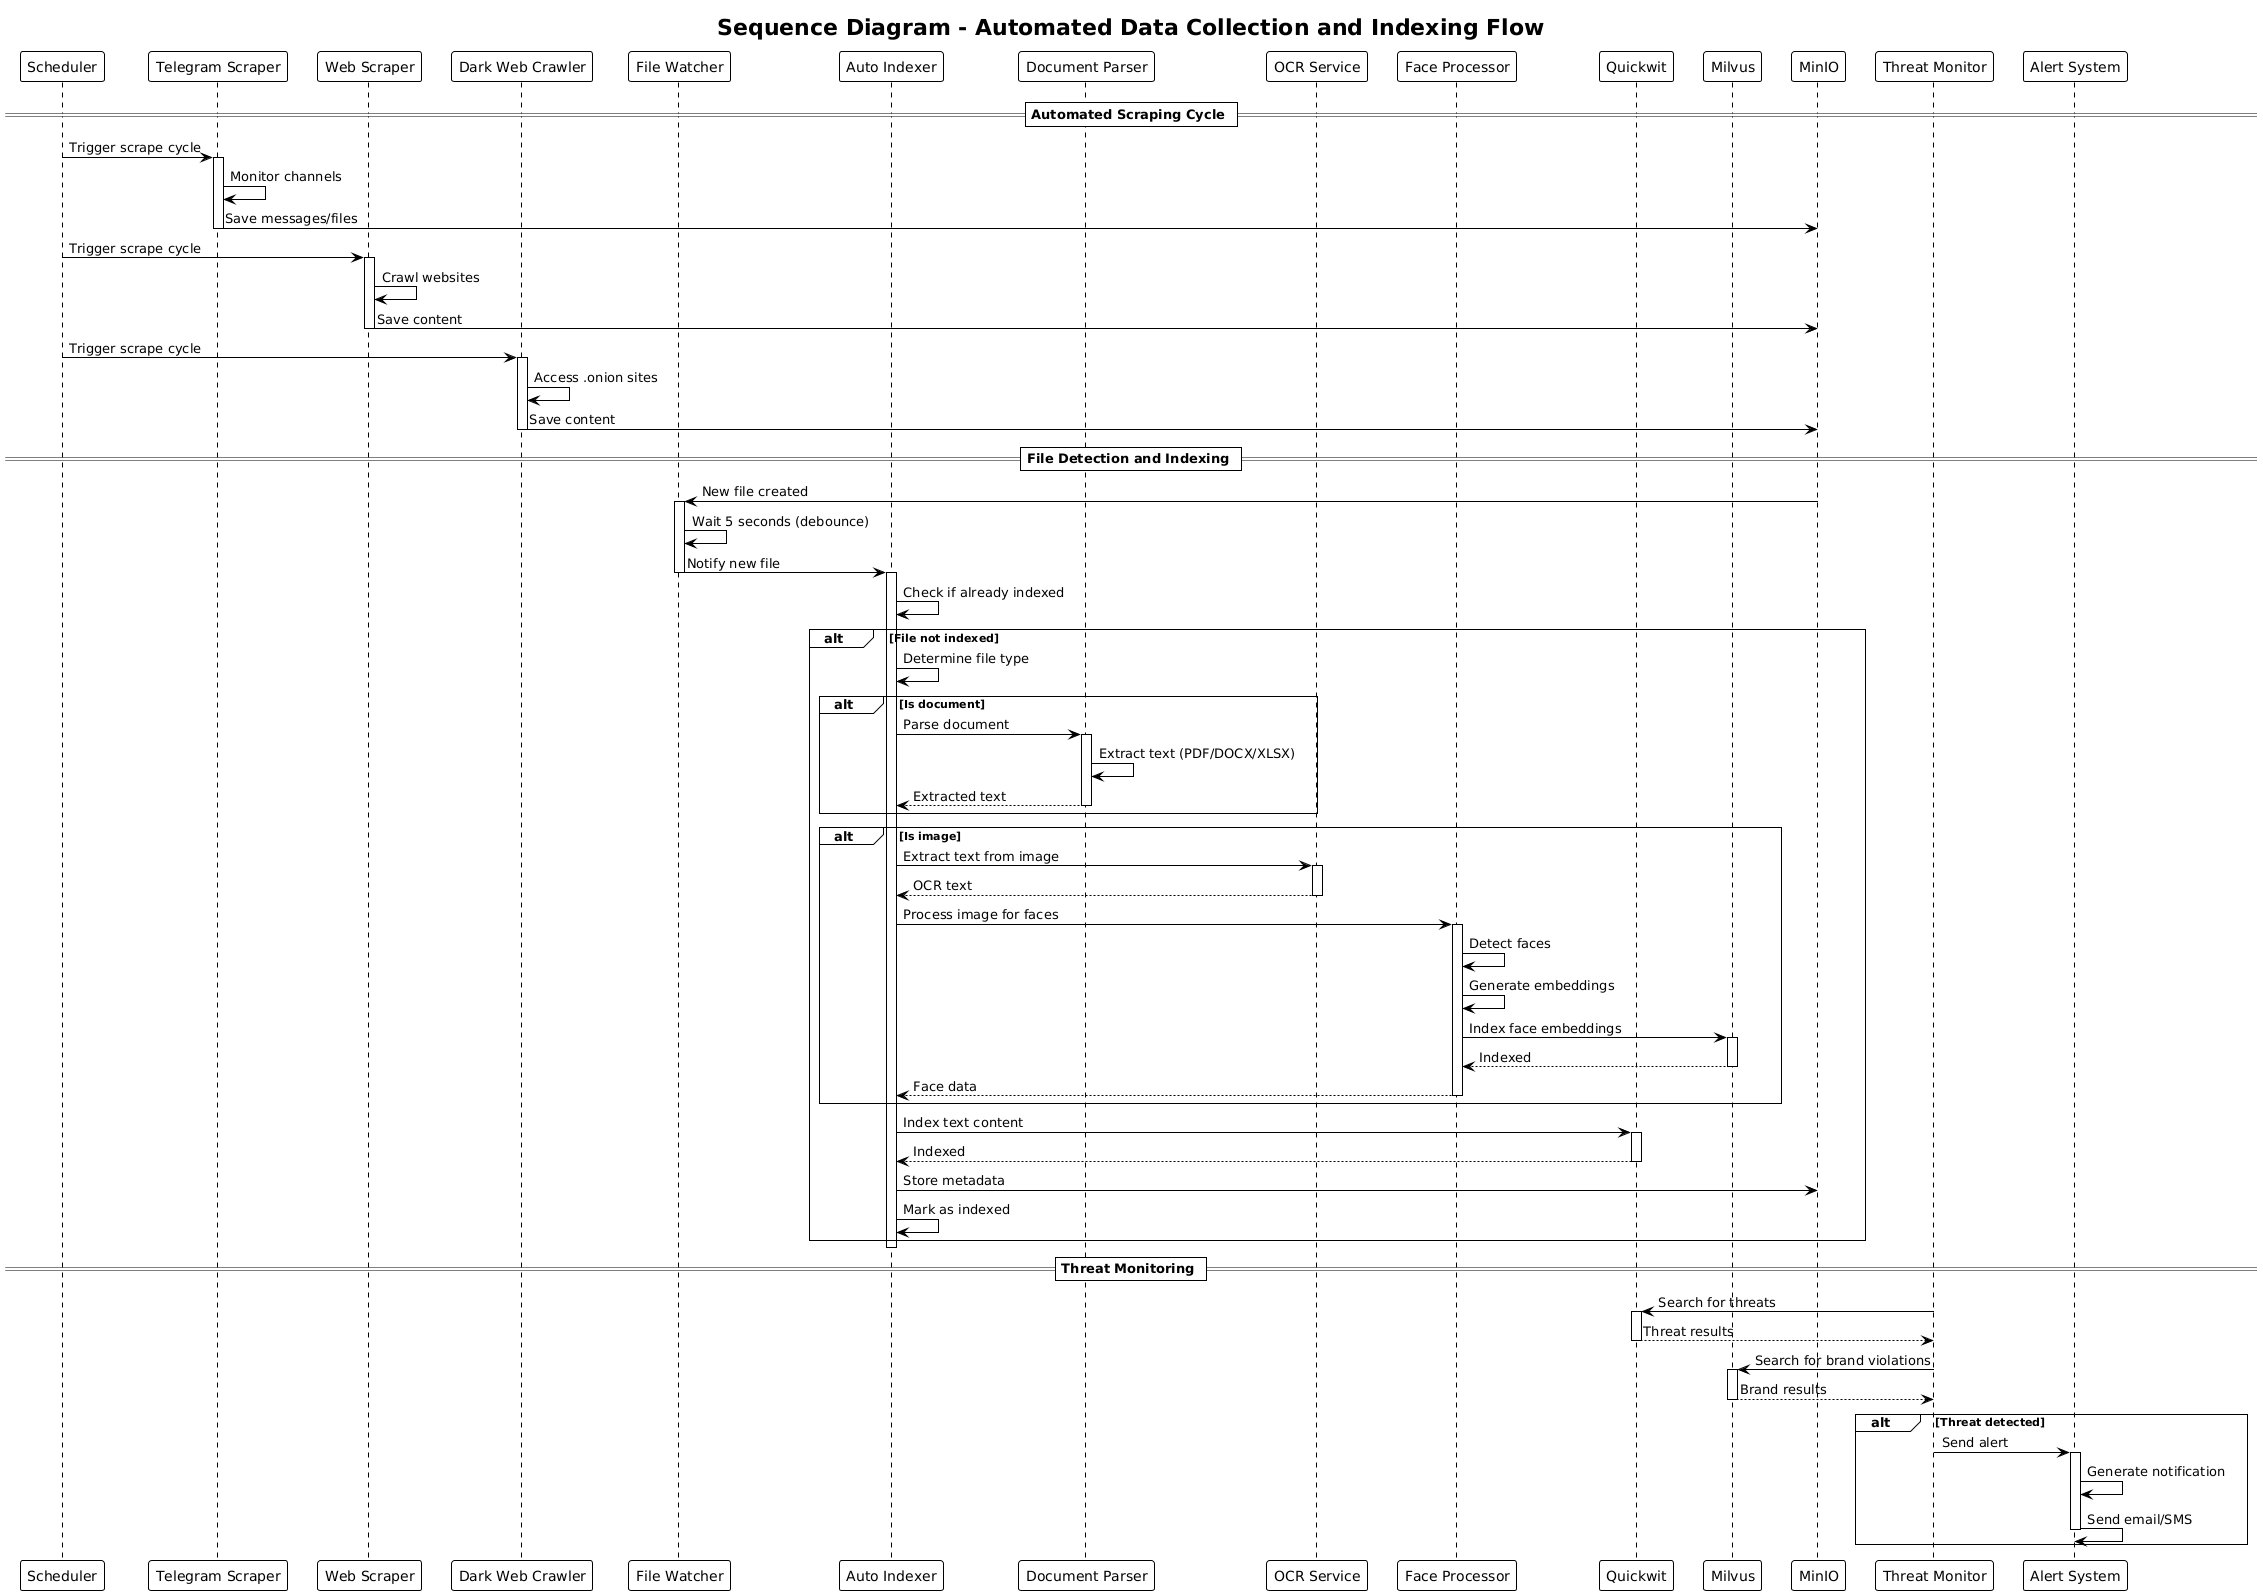 Sequence Diagram - Automated Data Collection and Indexing Flow
Scheduler Telegram Scraper Web Scraper Dark Web Crawler File Watcher Auto Indexer Document Parser OCR Service Face Processor Quickwit Milvus MinIO Threat Monitor Alert System
Automated Scraping Cycle
Trigger scrape cycle
Monitor channels
Save messages/files
Trigger scrape cycle
Crawl websites
Save content
Trigger scrape cycle
Access .onion sites
Save content
File Detection and Indexing
New file created
Wait 5 seconds (debounce)
Notify new file
Check if already indexed
alt [File not indexed]
Determine file type
alt [Is document]
Parse document
Extract text (PDF/DOCX/XLSX)
Extracted text
alt [Is image]
Extract text from image
OCR text
Process image for faces
Detect faces
Generate embeddings
Index face embeddings
Indexed
Face data
Index text content
Indexed
Store metadata
Mark as indexed
Threat Monitoring
Search for threats
Threat results
Search for brand violations
Brand results
alt [Threat detected]
Send alert
Generate notification
Send email/SMS
Scheduler Telegram Scraper Web Scraper Dark Web Crawler File Watcher Auto Indexer Document Parser OCR Service Face Processor Quickwit Milvus MinIO Threat Monitor Alert System